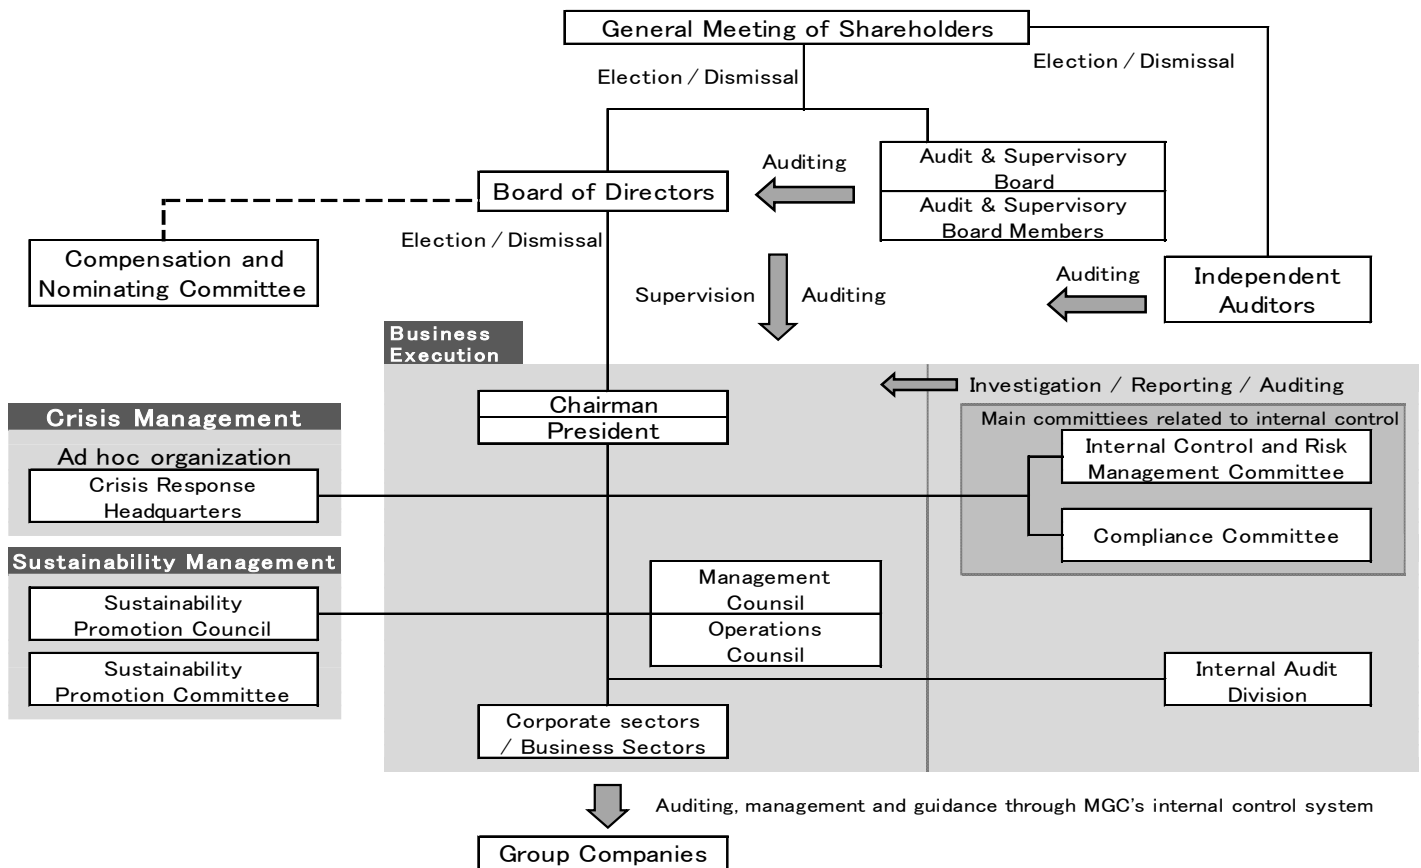 General Meeting of Shareholders
Election / Dismissal
Election / Dismissal
Auditing
Audit & Supervisory
Board
Audit & Supervisory
Board Members
Board of Directors
Election / Dismissal
Compensation and
Nominating Committee
Supervision
Auditing
Auditing
Independent
Auditors
Business
Execution
Investigation / Reporting / Auditing
Chairman
President
Crisis Management
Ad hoc organization
Crisis Response
Headquarters
Main committiees related to internal control
Internal Control and Risk
Management Committee
Compliance Committee
Sustainability Management
Sustainability
Promotion Council
Sustainability
Promotion Committee
Management
Counsil
Operations
Counsil
Internal Audit
Division
Corporate sectors
/ Business Sectors
Auditing, management and guidance through MGC's internal control system
Group Companies